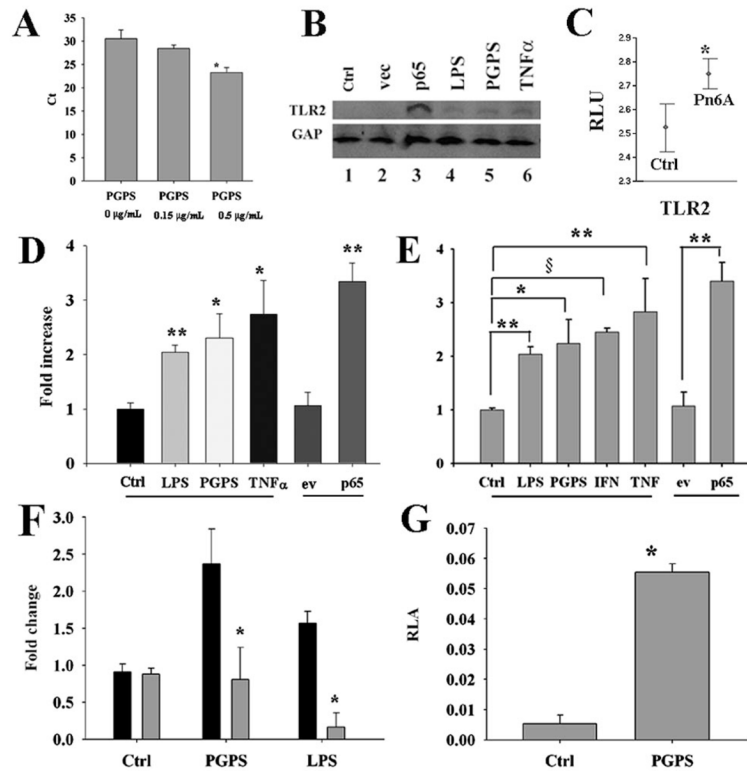 A
35
30
25
20
15
10
5
0
Ct
*
PGPS PGPS PGPS
0 µg/mL 0.15 µg/mL 0.5 µg/mL
B
Ctrl vec p65 LPS PGPS TNFα
TLR2
GAP
1 2 3 4 5 6
C
2.9
2.8
2.7
2.6
2.5
2.4
2.3
RLU
*
Pn6A
Ctrl
TLR2
D
4
3
2
1
0
Fold increase
** * * **
Ctrl LPS PGPS TNFα ev p65
E
4
3
2
1
0
**
§
*
**
**
Ctrl LPS PGPS IFN TNF ev p65
F
3.0
2.5
2.0
1.5
1.0
0.5
0.0
Fold change
* *
Ctrl PGPS LPS
G
0.07
0.06
0.05
0.04
0.03
0.02
0.01
0.00
RLA
*
Ctrl PGPS